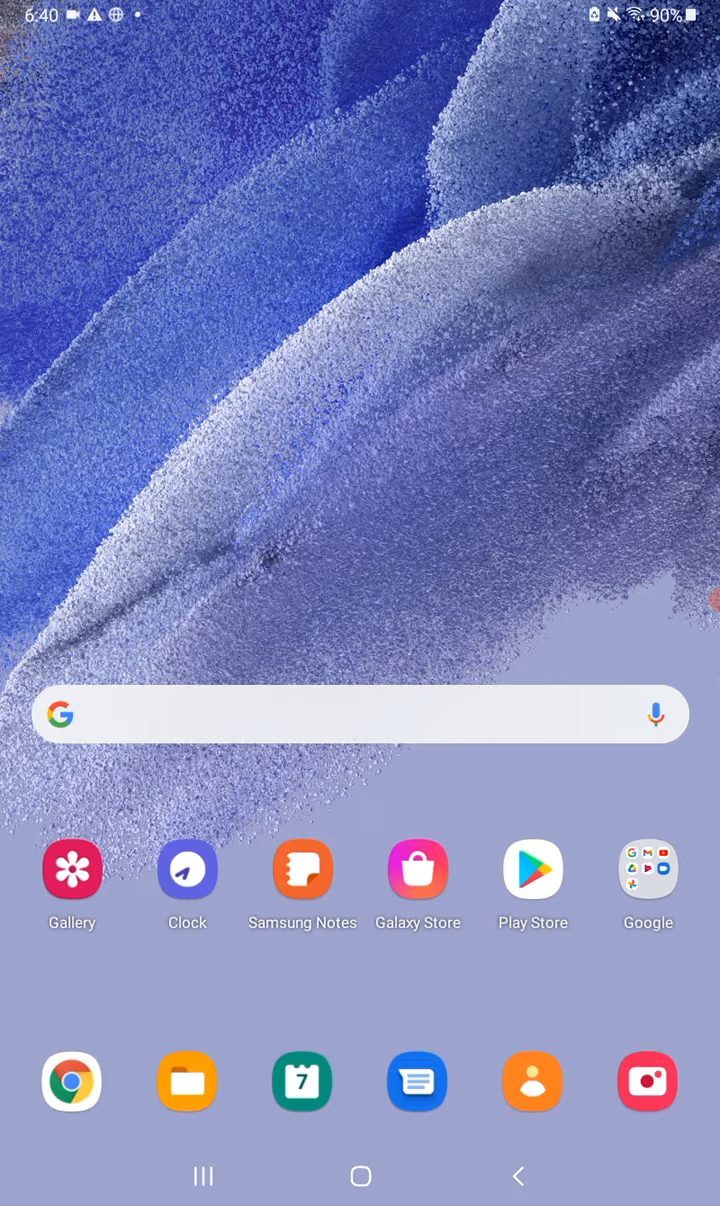 6:40
90%
Gallery
Clock
Samsung Notes
Galaxy Store
Play Store
Google
7